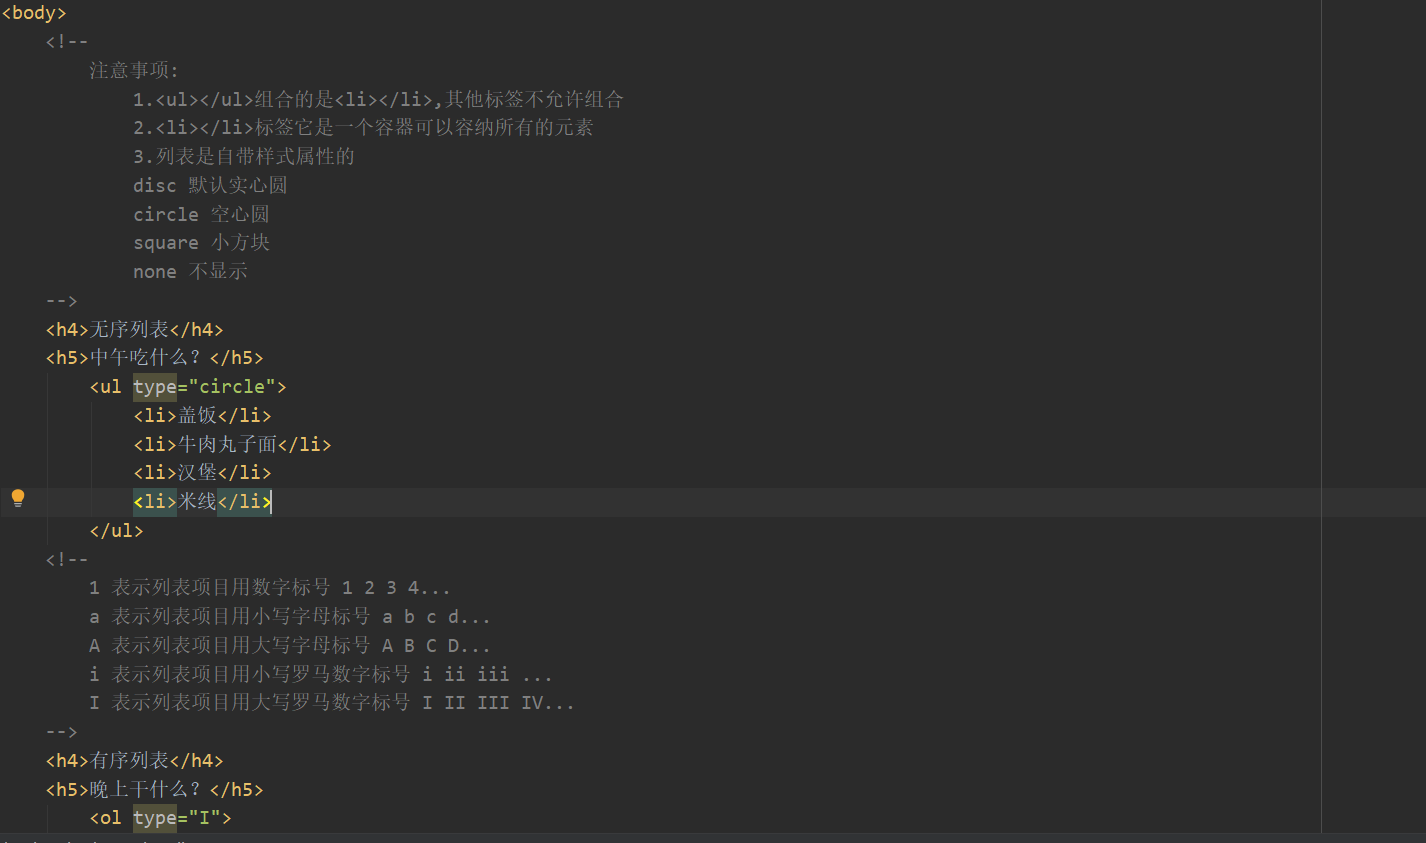 <body>
<!--
注意事项:
1.<ul></ul>组合的是<li></li>,其他标签不允许组合
2.<li></li>标签它是一个容器可以容纳所有的元素
3.列表是自带样式属性的
disc 默认实心圆
circle 空心圆
square 小方块
none 不显示
-->
<h4>无序列表</h4>
<h5>中午吃什么？</h5>
<ul type="circle">
<li>盖饭</li>
<li>牛肉丸子面</li>
<li>汉堡</li>
<li>米线</li>
</ul>
<!--
1 表示列表项目用数字标号 1 2 3 4...
a 表示列表项目用小写字母标号 a b c d...
A 表示列表项目用大写字母标号 A B C D...
i 表示列表项目用小写罗马数字标号 i ii iii ...
I 表示列表项目用大写罗马数字标号 I II III IV...
-->
<h4>有序列表</h4>
<h5>晚上干什么？</h5>
<ol type="I">